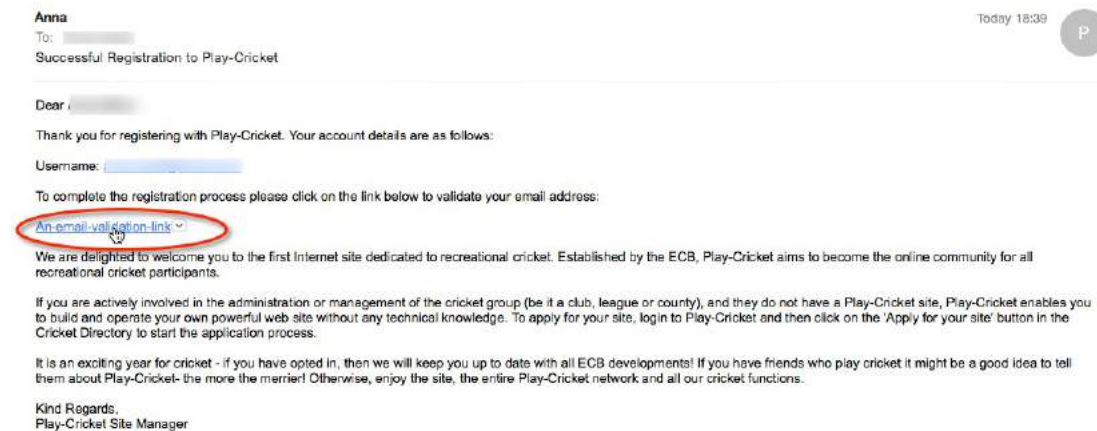 Anna
Today 18:39
P
To:
Successful Registration to Play-Cricket
Dear
Thank you for registering with Play-Cricket. Your account details are as follows:
Username:
To complete the registration process please click on the link below to validate your email address:
An-email-validation-link
We are delighted to welcome you to the first Internet site dedicated to recreational cricket. Established by the ECB, Play-Cricket aims to become the online community for all
recreational cricket participants.
If you are actively involved in the administration or management of the cricket group (be it a club, league or county), and they do not have a Play-Cricket site, Play-Cricket enables you
to build and operate your own powerful web site without any technical knowledge. To apply for your site, login to Play-Cricket and then click on the 'Apply for your site' button in the
Cricket Directory to start the application process.
It is an exciting year for cricket - if you have opted in, then we will keep you up to date with all ECB developments! If you have friends who play cricket it might be a good idea to tell
them about Play-Cricket- the more the merrier! Otherwise, enjoy the site, the entire Play-Cricket network and all our cricket functions.
Kind Regards,
Play-Cricket Site Manager